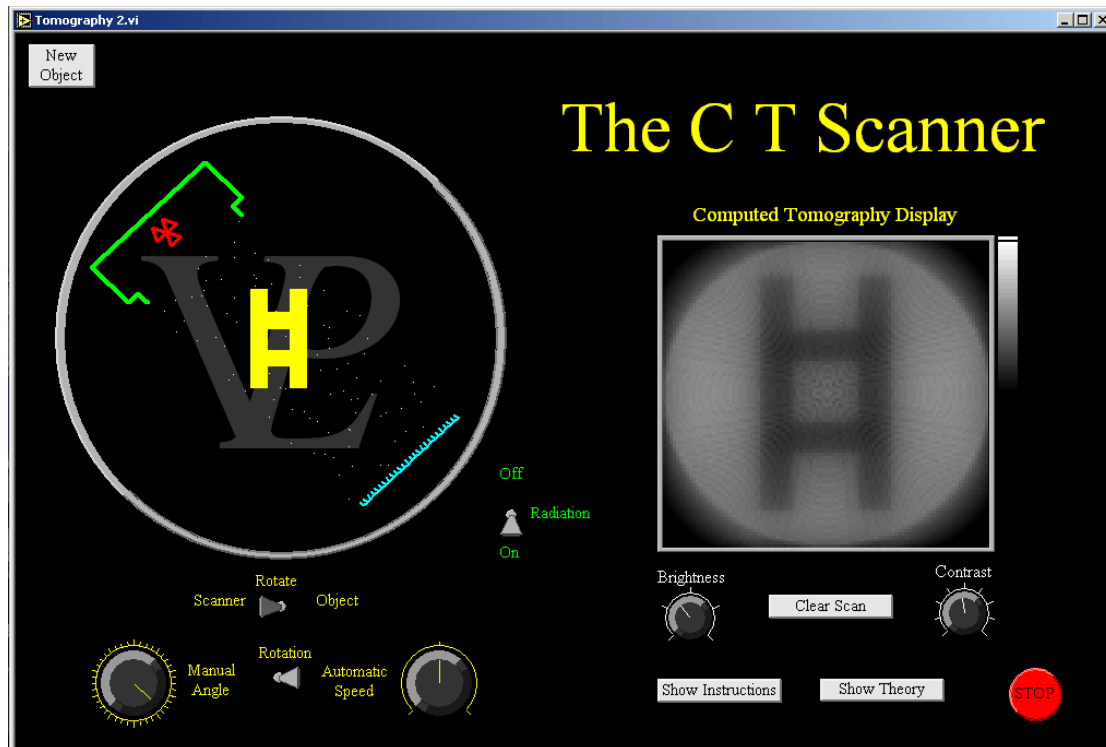 Tomography 2.vi
New
Object
The C T Scanner
Computed Tomography Display
VPL
Off
Radiation
On
Rotate
Scanner
Object
Rotation
Manual
Angle
Automatic
Speed
Brightness
Contrast
Clear Scan
Show Instructions
Show Theory
STOP